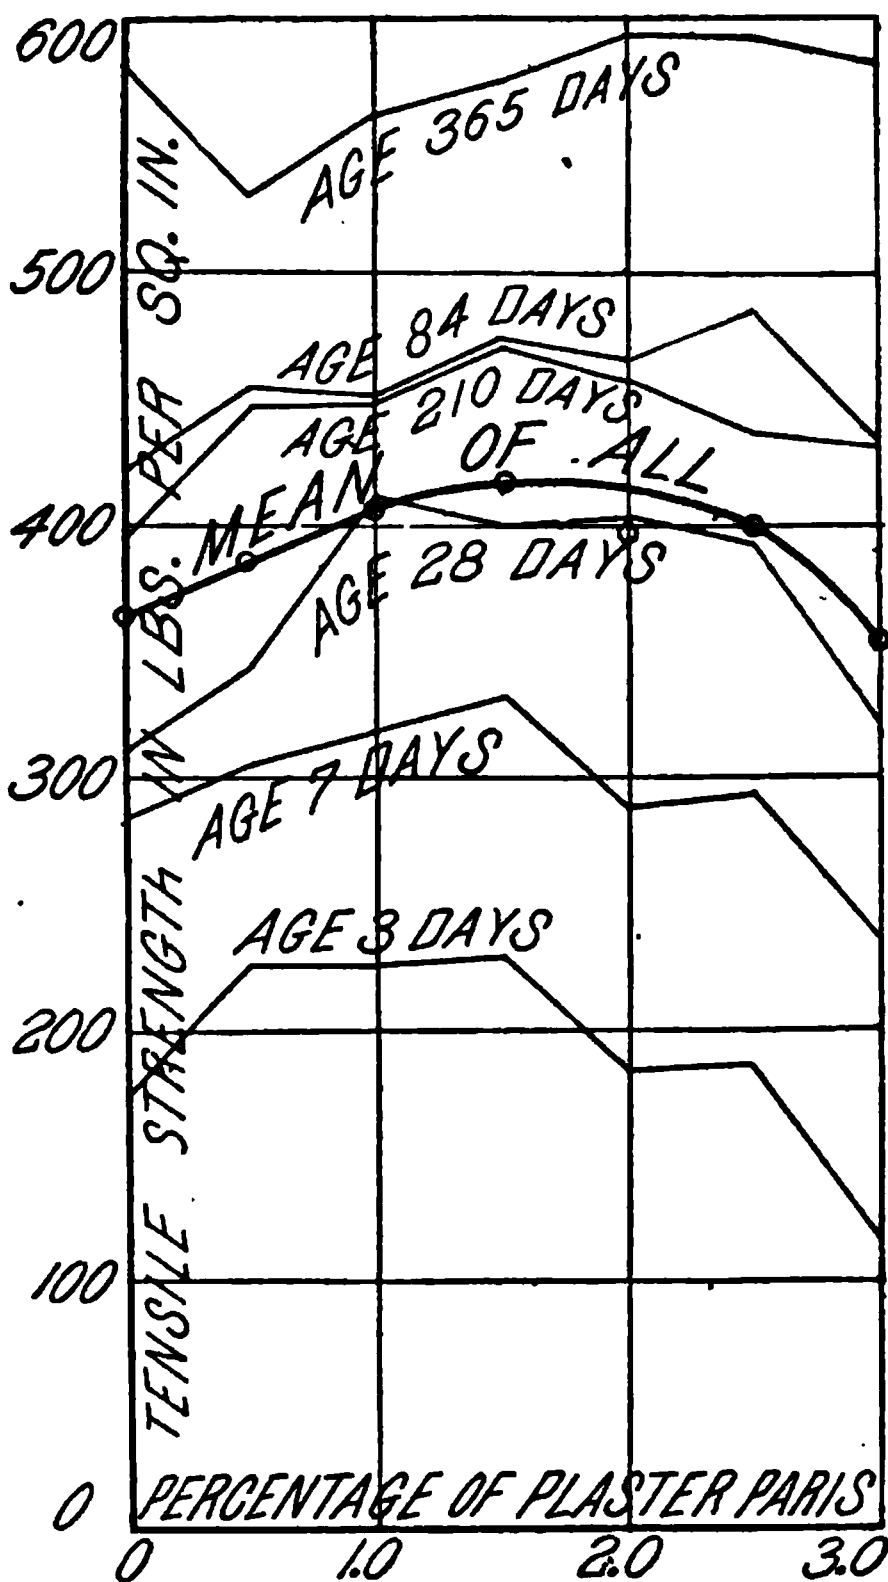 600
500
400
300
200
100
0
TENSILE STRENGTH IN LBS. PER SQ. IN.
AGE 365 DAYS
AGE 84 DAYS
AGE 210 DAYS
MEAN OF ALL
AGE 28 DAYS
AGE 7 DAYS
AGE 3 DAYS
PERCENTAGE OF PLASTER PARIS
0 1.0 2.0 3.0